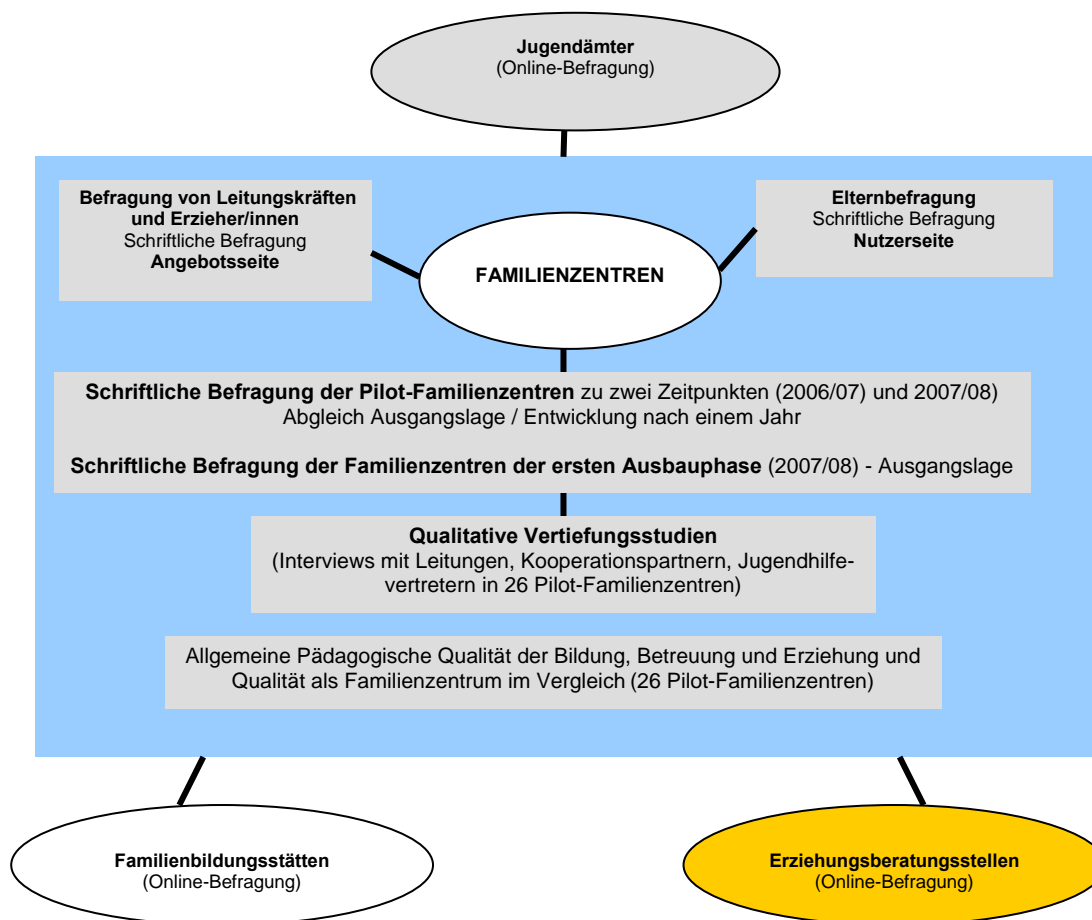 Jugendämter
(Online-Befragung)
Befragung von Leitungskräften
und Erzieher/innen
Schriftliche Befragung
Angebotsseite
Elternbefragung
Schriftliche Befragung
Nutzerseite
FAMILIENZENTREN
Schriftliche Befragung der Pilot-Familienzentren zu zwei Zeitpunkten (2006/07) und 2007/08)
Abgleich Ausgangslage / Entwicklung nach einem Jahr
Schriftliche Befragung der Familienzentren der ersten Ausbauphase (2007/08) - Ausgangslage
Qualitative Vertiefungsstudien
(Interviews mit Leitungen, Kooperationspartnern, Jugendhilfe-
vertretern in 26 Pilot-Familienzentren)
Allgemeine Pädagogische Qualität der Bildung, Betreuung und Erziehung und
Qualität als Familienzentrum im Vergleich (26 Pilot-Familienzentren)
Familienbildungsstätten
(Online-Befragung)
Erziehungsberatungsstellen
(Online-Befragung)